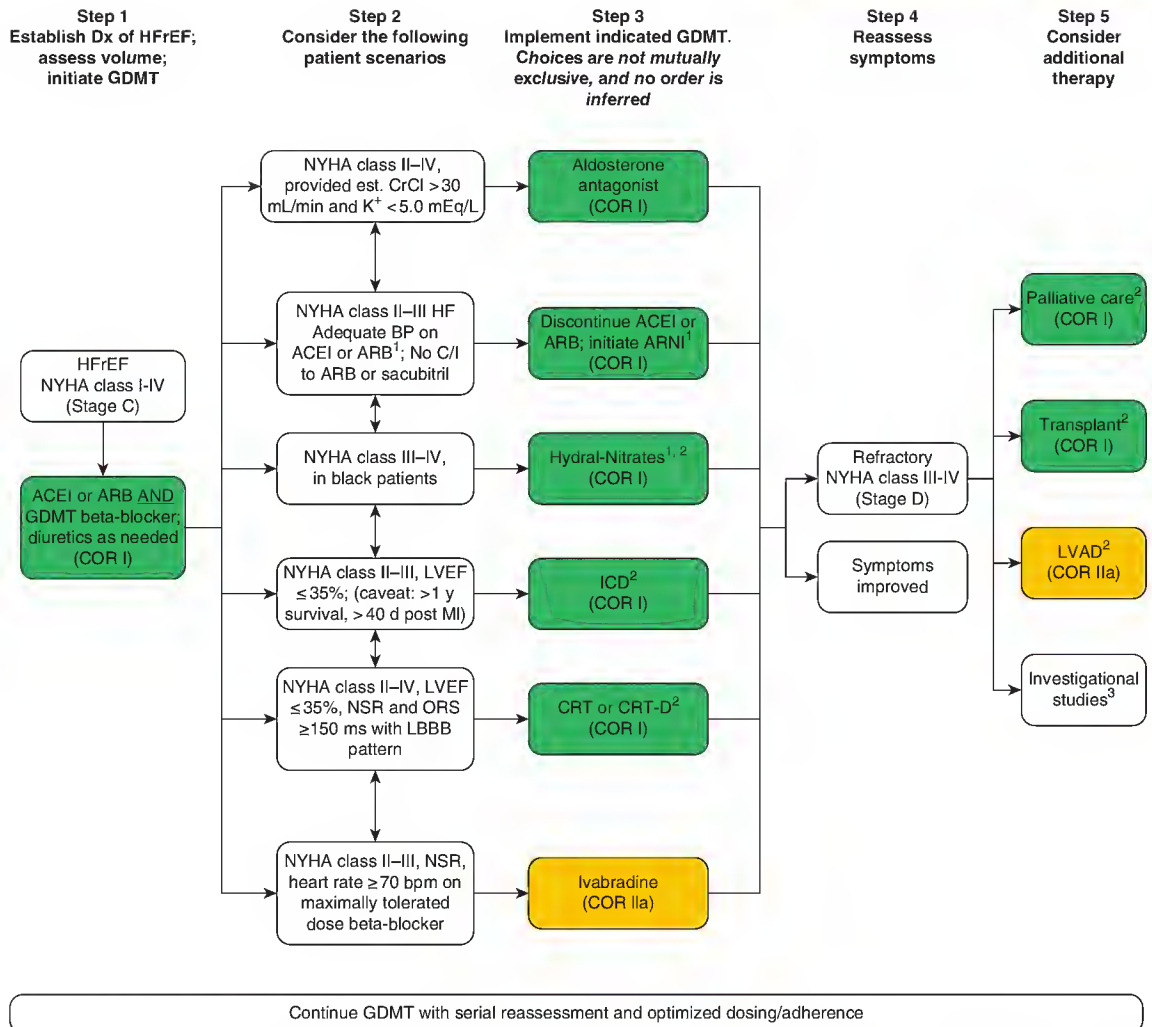 Step 1
Establish Dx of HFrEF;
assess volume;
initiate GDMT
Step 2
Consider the following
patient scenarios
Step 3
Implement indicated GDMT.
Choices are not mutually
exclusive, and no order is
inferred
Step 4
Reassess
symptoms
Step 5
Consider
additional
therapy
HFrEF
NYHA class I-IV
(Stage C)
ACEI or ARB AND
GDMT beta-blocker;
diuretics as needed
(COR I)
NYHA class II–IV,
provided est. CrCl >30
mL/min and K⁺ <5.0 mEq/L
Aldosterone
antagonist
(COR I)
NYHA class II–III HF
Adequate BP on
ACEI or ARB¹; No C/I
to ARB or sacubitril
Discontinue ACEI or
ARB; initiate ARNI¹
(COR I)
NYHA class III–IV,
in black patients
Hydral-Nitrates¹,²
(COR I)
NYHA class II–III, LVEF
≤35%; (caveat: >1 y
survival, >40 d post MI)
ICD²
(COR I)
NYHA class II–IV, LVEF
≤35%, NSR and ORS
≥150 ms with LBBB
pattern
CRT or CRT-D²
(COR I)
NYHA class II–III, NSR,
heart rate ≥70 bpm on
maximally tolerated
dose beta-blocker
Ivabradine
(COR IIa)
Refractory
NYHA class III-IV
(Stage D)
Symptoms
improved
Palliative care²
(COR I)
Transplant²
(COR I)
LVAD²
(COR IIa)
Investigational
studies³
Continue GDMT with serial reassessment and optimized dosing/adherence